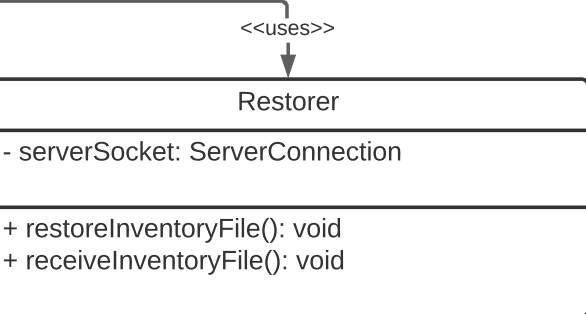 <<uses>>
Restorer
- serverSocket: ServerConnection
+ restoreInventoryFile(): void
+ receiveInventoryFile(): void